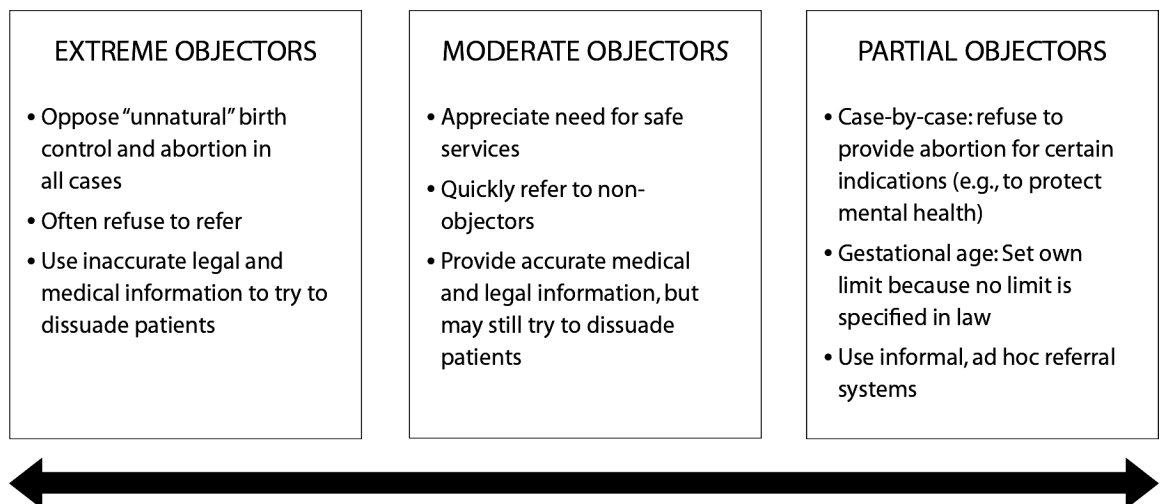 EXTREME OBJECTORS
• Oppose “unnatural” birth
control and abortion in
all cases
• Often refuse to refer
• Use inaccurate legal and
medical information to try to
dissuade patients
MODERATE OBJECTORS
• Appreciate need for safe
services
• Quickly refer to non-
objectors
• Provide accurate medical
and legal information, but
may still try to dissuade
patients
PARTIAL OBJECTORS
• Case-by-case: refuse to
provide abortion for certain
indications (e.g., to protect
mental health)
• Gestational age: Set own
limit because no limit is
specified in law
• Use informal, ad hoc referral
systems